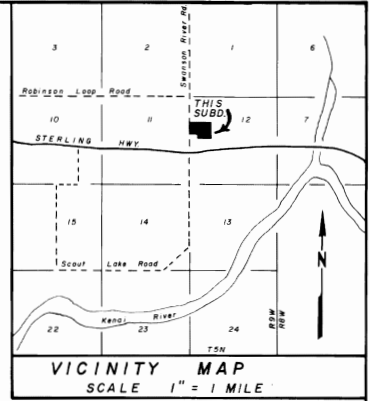 3 2 1 6
Swanson River Rd.
Robinson Loop Road
THIS
SUBD.
10 11 12 7
STERLING HWY
15 14 13
Scout Lake Road
N
Kenai River
22 23 24
R9W
R8W
T5N
VICINITY MAP
SCALE 1" = 1 MILE